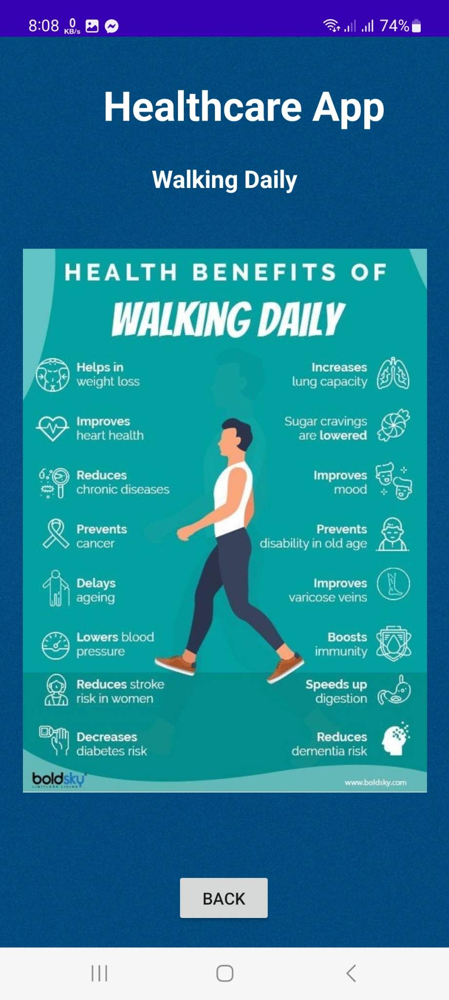 8:08
0
KB/s
74%
Healthcare App
Walking Daily
HEALTH BENEFITS OF
WALKING DAILY
Helps in
weight loss
Improves
heart health
Reduces
chronic diseases
Prevents
cancer
Delays
ageing
Lowers blood
pressure
Reduces stroke
risk in women
Decreases
diabetes risk
Increases
lung capacity
Sugar cravings
are lowered
Improves
mood
Prevents
disability in old age
Improves
varicose veins
Boosts
immunity
Speeds up
digestion
Reduces
dementia risk
boldsky
LIMITLESS LIVING
www.boldsky.com
BACK